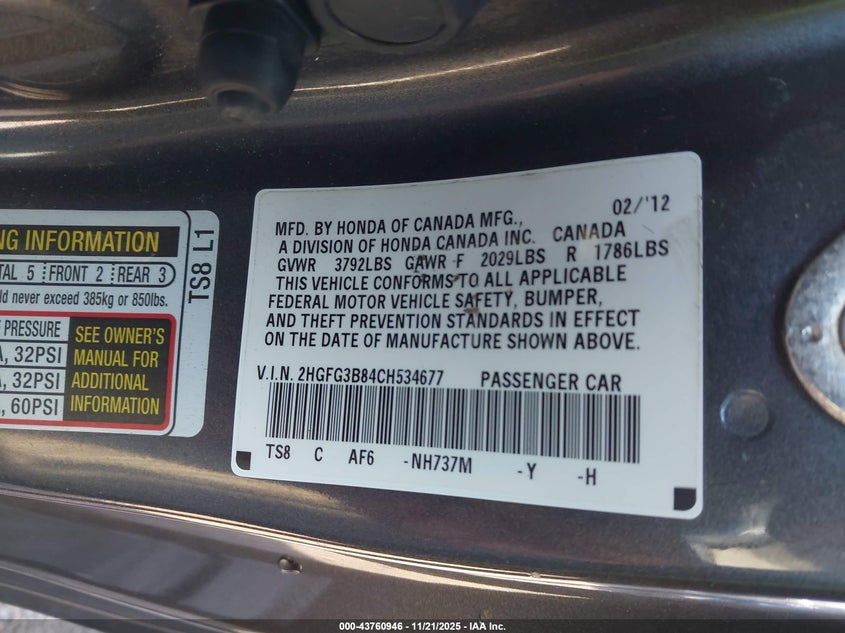 NG INFORMATION
TAL 5 FRONT 2 REAR 3
ld never exceed 385kg or 850lbs.
E PRESSURE
A, 32PSI
A, 32PSI
, 60PSI
SEE OWNER'S
MANUAL FOR
ADDITIONAL
INFORMATION
TS8 L1
02/'12
MFD. BY HONDA OF CANADA MFG.,
A DIVISION OF HONDA CANADA INC. CANADA
GVWR 3792LBS GAWR F 2029LBS R 1786LBS
THIS VEHICLE CONFORMS TO ALL APPLICABLE
FEDERAL MOTOR VEHICLE SAFETY, BUMPER,
AND THEFT PREVENTION STANDARDS IN EFFECT
ON THE DATE OF MANUFACTURE SHOWN ABOVE.
V.I.N. 2HGFG3B84CH534677 PASSENGER CAR
TS8 C AF6 -NH737M -Y -H
000-43760946 - 11/21/2025 - IAA Inc.